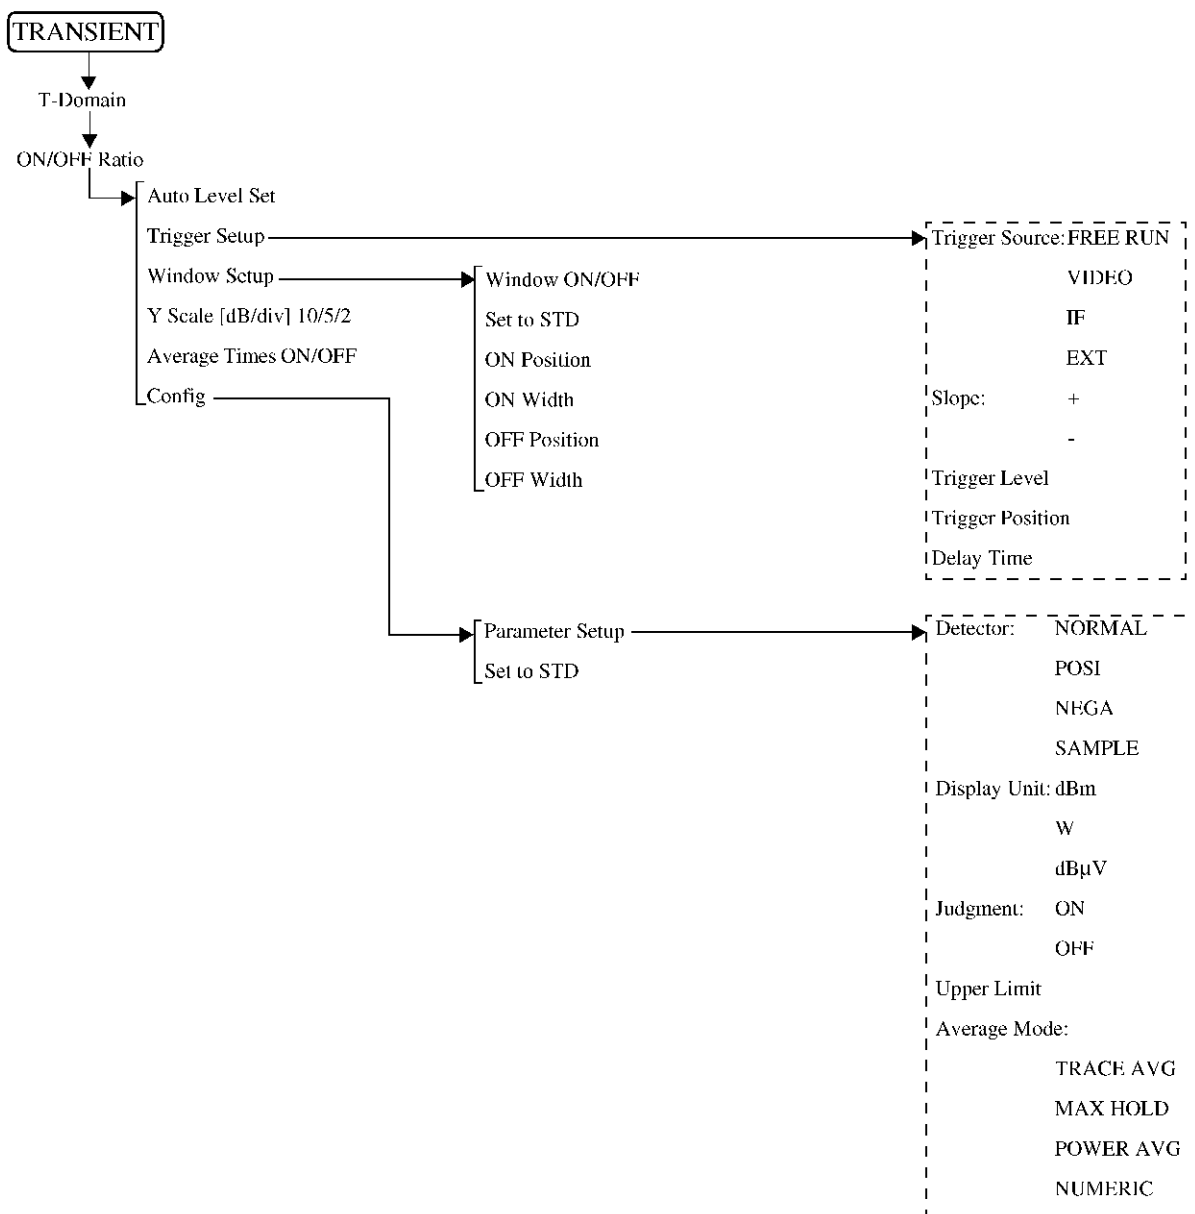 TRANSIENT
T-Domain
ON/OFF Ratio
Auto Level Set
Trigger Setup
Window Setup
Y Scale [dB/div] 10/5/2
Average Times ON/OFF
Config
Window ON/OFF
Set to STD
ON Position
ON Width
OFF Position
OFF Width
Trigger Source: FREE RUN
VIDEO
IF
EXT
Slope: +
-
Trigger Level
Trigger Position
Delay Time
Parameter Setup
Set to STD
Detector: NORMAL
POSI
NEGA
SAMPLE
Display Unit: dBm
W
dBµV
Judgment: ON
OFF
Upper Limit
Average Mode:
TRACE AVG
MAX HOLD
POWER AVG
NUMERIC